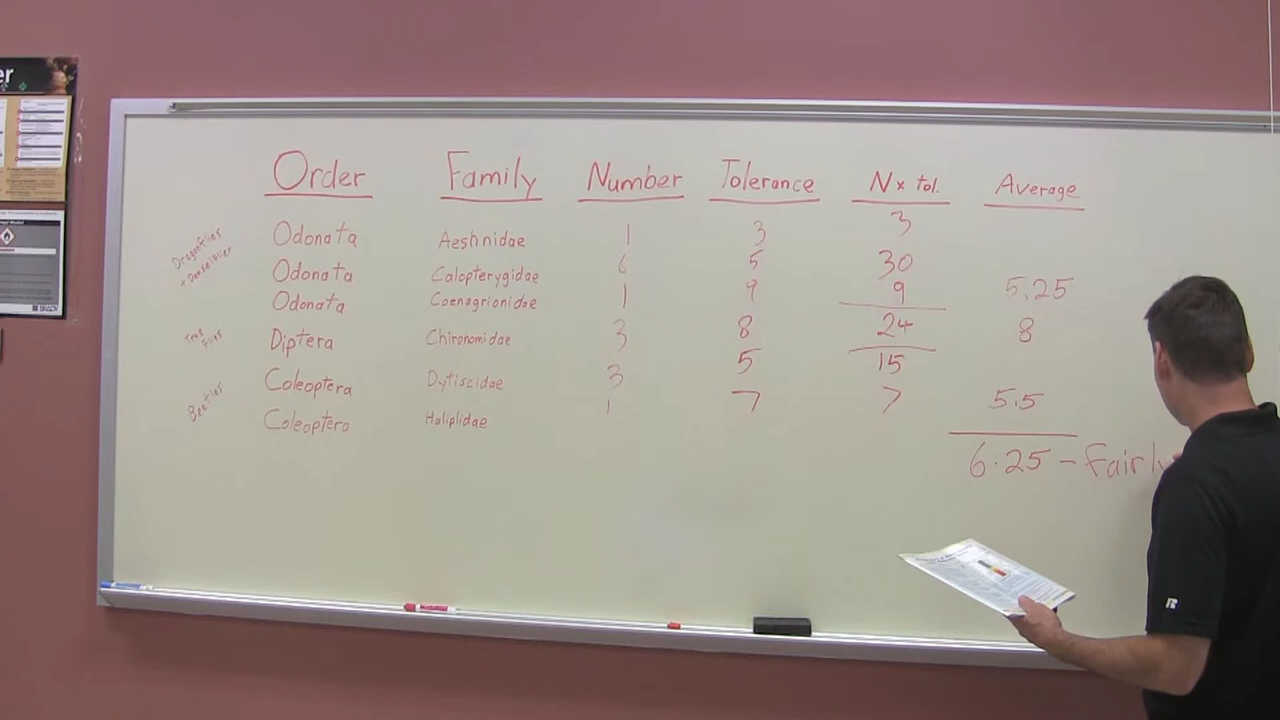 er
Order Family Number Tolerance N x tol. Average
Dragonflies
Odonata Aeshnidae 1 3 3
Odonata Calopterygidae 6 5 30
Odonata Coenagrionidae 1 9 9 5.25
True Flies
Diptera Chironomidae 3 8 24 8
Beetles
Coleoptera Dytiscidae 3 5 15
Coleoptera Haliplidae 1 7 7 5.5
6.25 - Fairly
BRADY
R